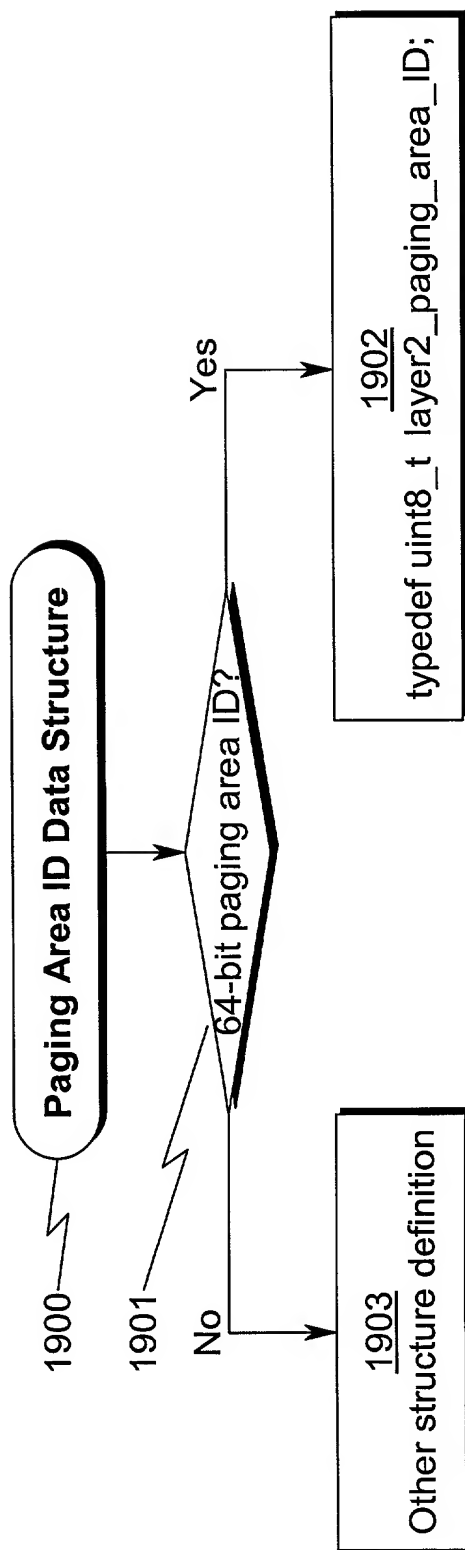 Paging Area ID Data Structure
1900
64-bit paging area ID?
1901
No
Yes
1903
Other structure definition
1902
typedef uint8_t layer2_paging_area_ID;